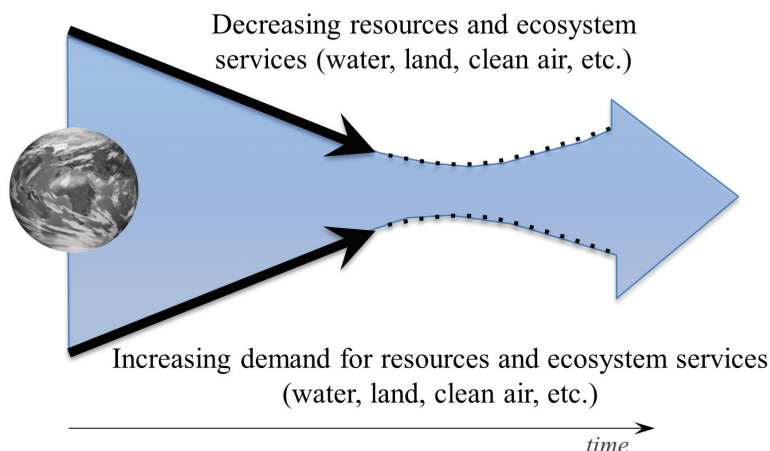 Decreasing resources and ecosystem
services (water, land, clean air, etc.)
Increasing demand for resources and ecosystem services
(water, land, clean air, etc.)
time